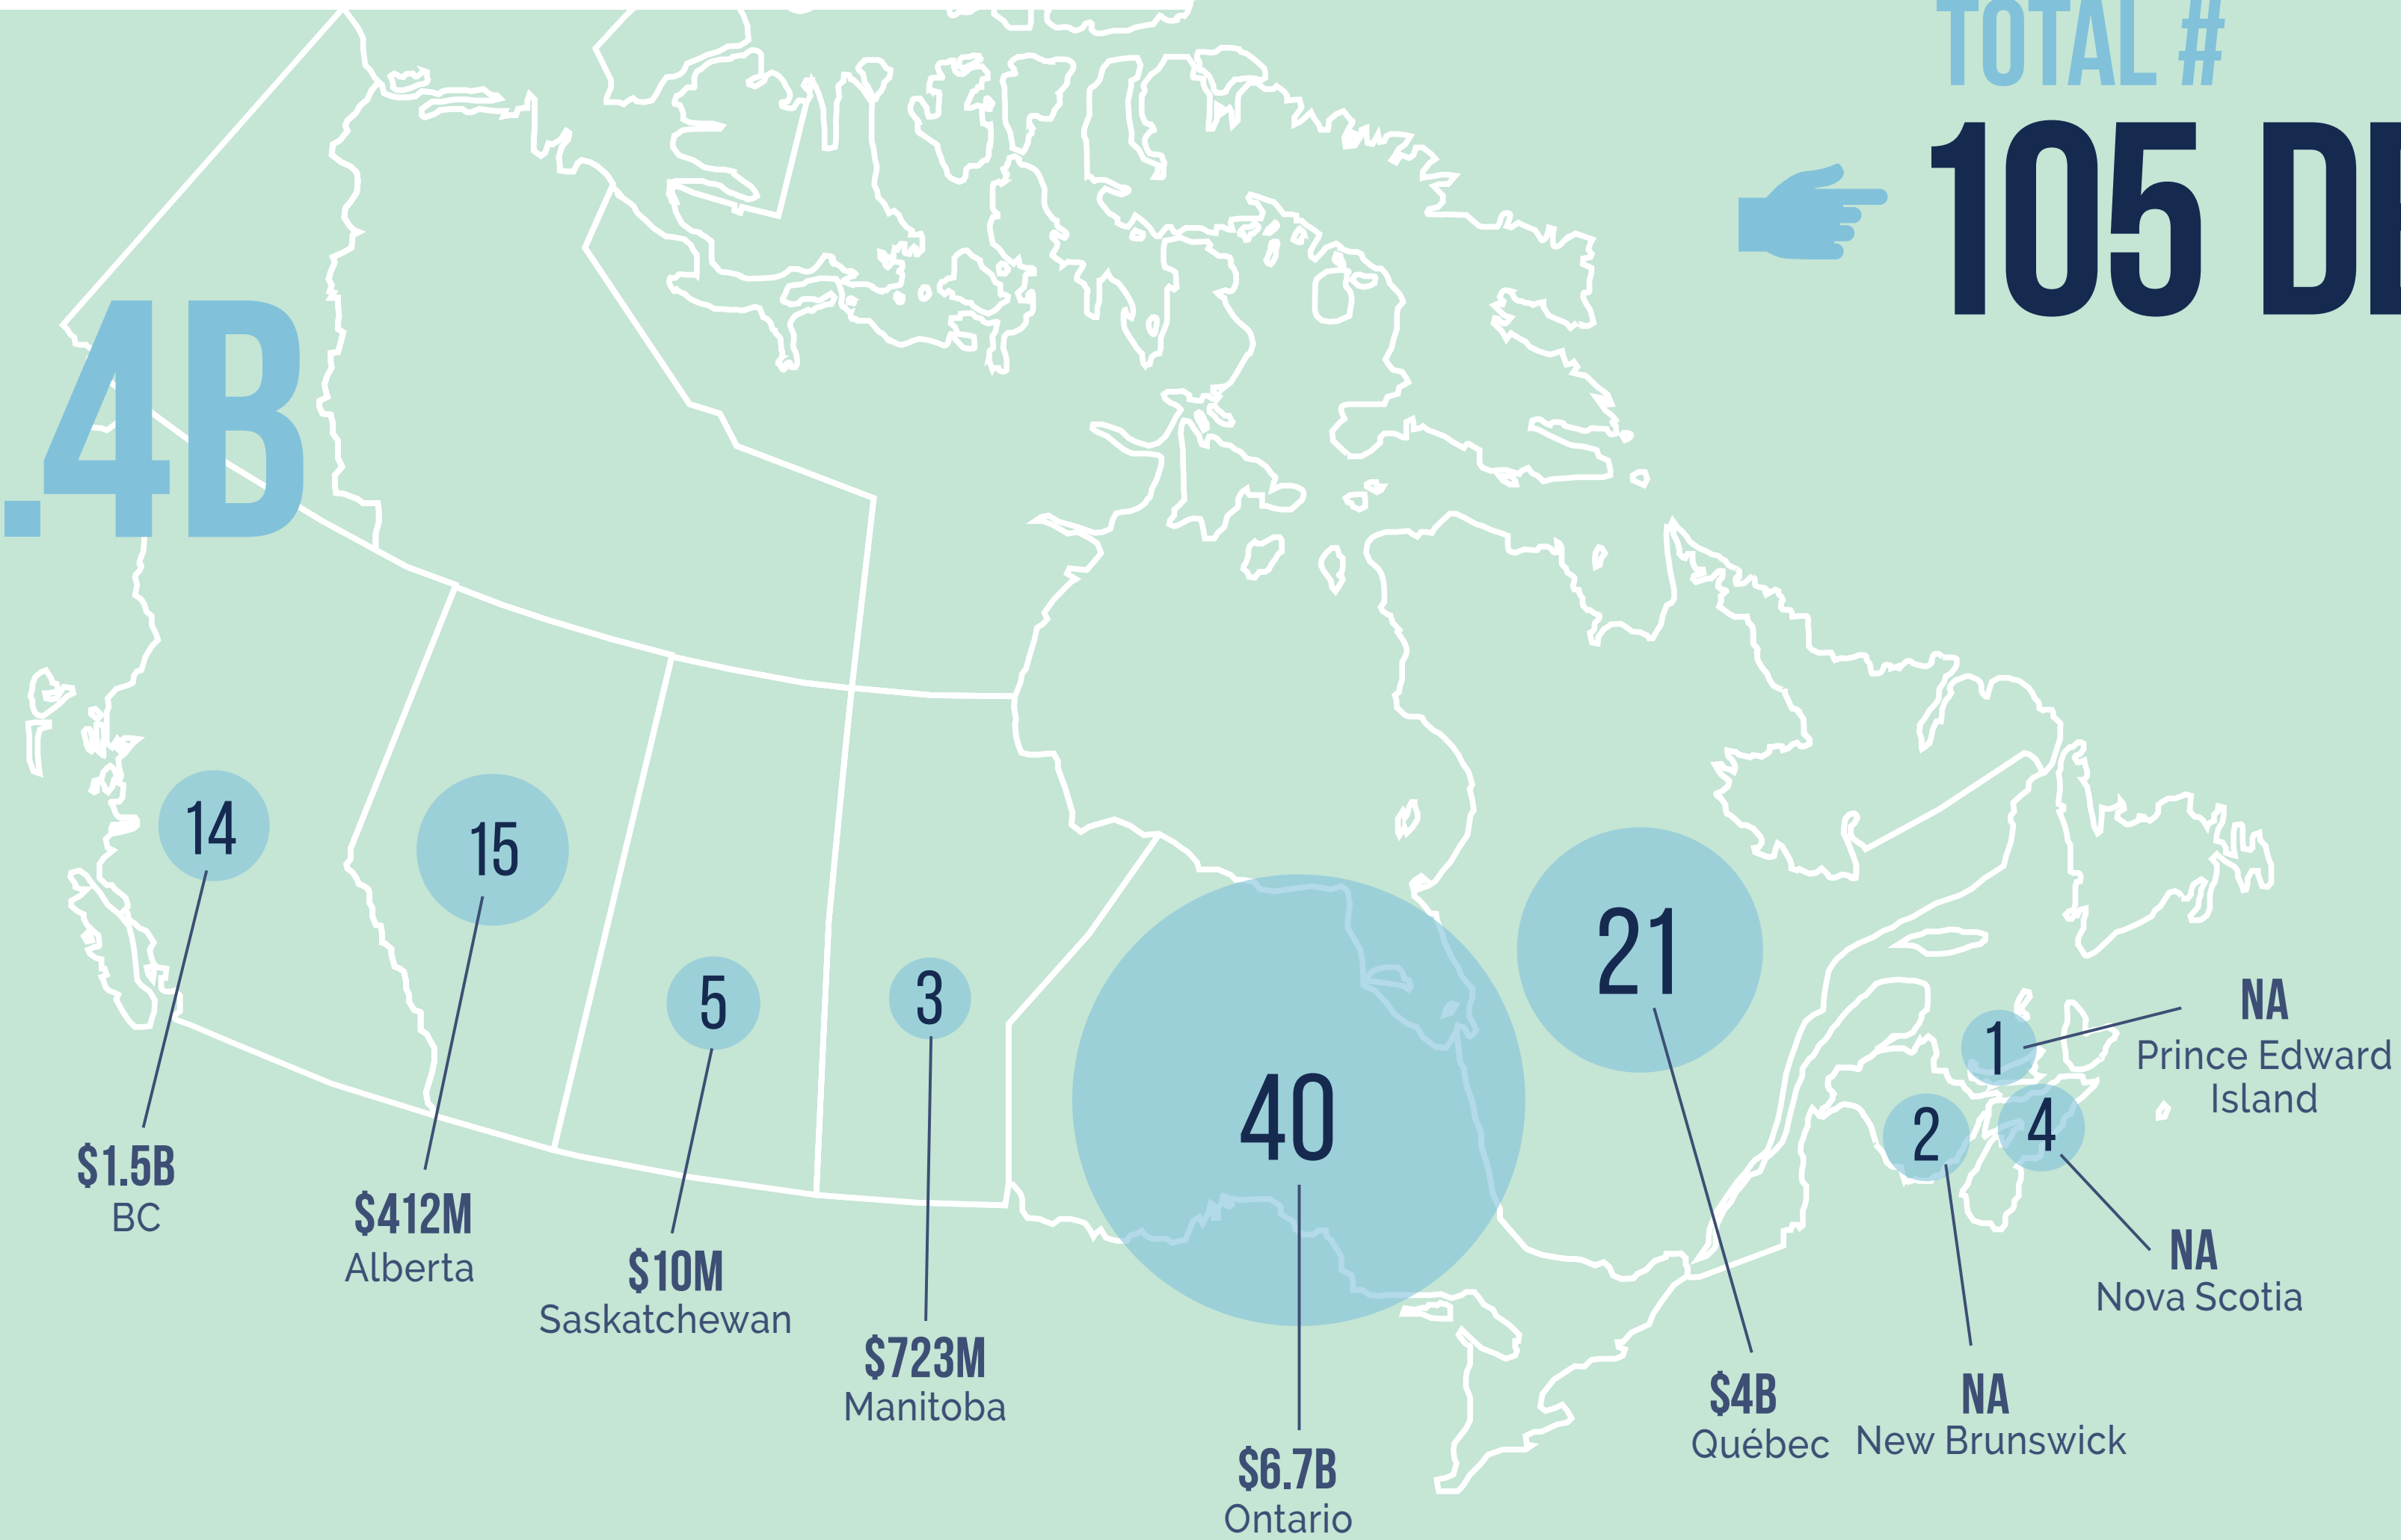 TOTAL #
105 DE
.4B
14
15
5
3
40
21
1
2
4
$1.5B
BC
$412M
Alberta
$10M
Saskatchewan
$723M
Manitoba
$6.7B
Ontario
$4B
Québec
NA
New Brunswick
NA
Nova Scotia
NA
Prince Edward
Island